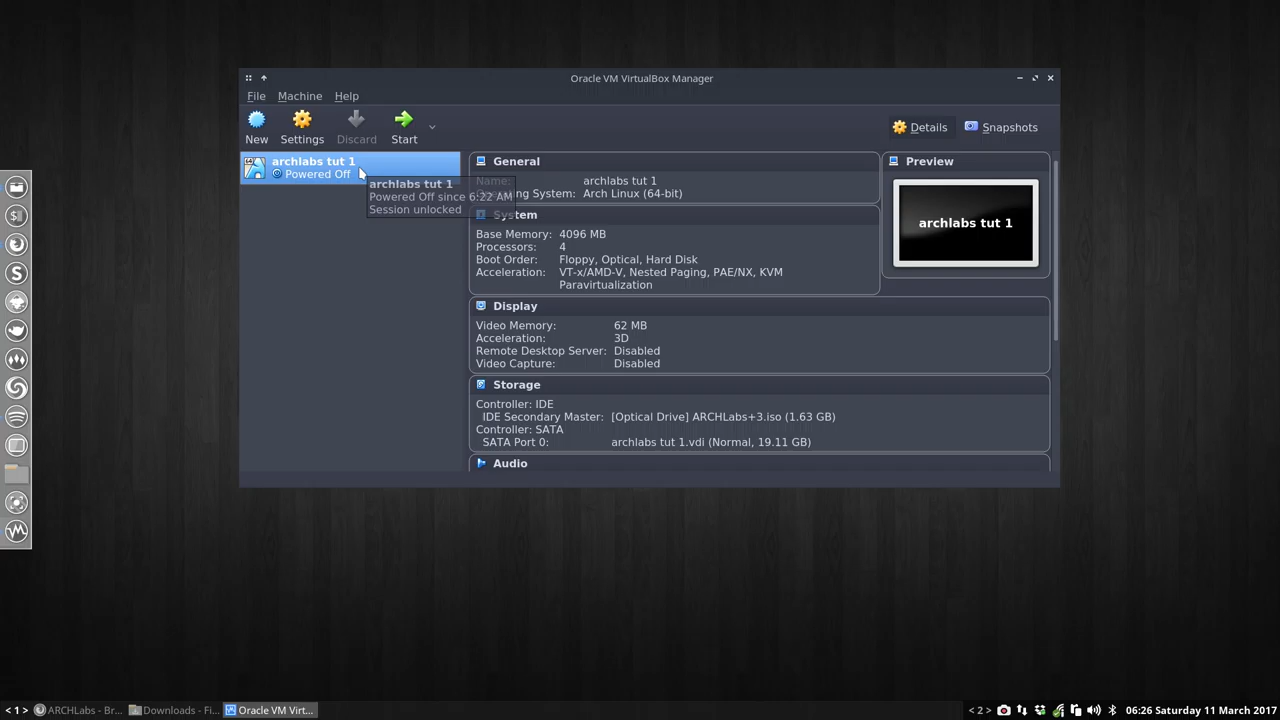 Oracle VM VirtualBox Manager
File Machine Help
New Settings Discard Start
Details Snapshots
archlabs tut 1
Powered Off
archlabs tut 1
Powered Off since 6:22 AM
Session unlocked
General
Name: archlabs tut 1
Operating System: Arch Linux (64-bit)
System
Base Memory: 4096 MB
Processors: 4
Boot Order: Floppy, Optical, Hard Disk
Acceleration: VT-x/AMD-V, Nested Paging, PAE/NX, KVM
Paravirtualization
Preview
archlabs tut 1
Display
Video Memory: 62 MB
Acceleration: 3D
Remote Desktop Server: Disabled
Video Capture: Disabled
Storage
Controller: IDE
IDE Secondary Master: [Optical Drive] ARCHLabs+3.iso (1.63 GB)
Controller: SATA
SATA Port 0: archlabs tut 1.vdi (Normal, 19.11 GB)
Audio
< 1 > ARCHLabs - Br... Downloads - Fi... Oracle VM Virt... < 2 > 06:26 Saturday 11 March 2017